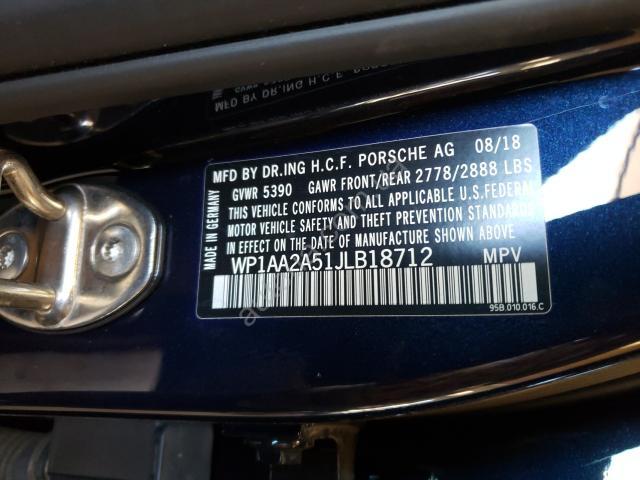 MFD BY DR.ING H.C.F. PORSCHE AG 08/18
GVWR 5390 GAWR FRONT/REAR 2778/2888 LBS
THIS VEHICLE CONFORMS TO ALL APPLICABLE U.S.FEDERAL
MOTOR VEHICLE SAFETY AND THEFT PREVENTION STANDARDS
IN EFFECT ON THE DATE OF MANUFACTURE SHOWN ABOVE
WP1AA2A51JLB18712 MPV
MADE IN GERMANY
95B.010.016.C